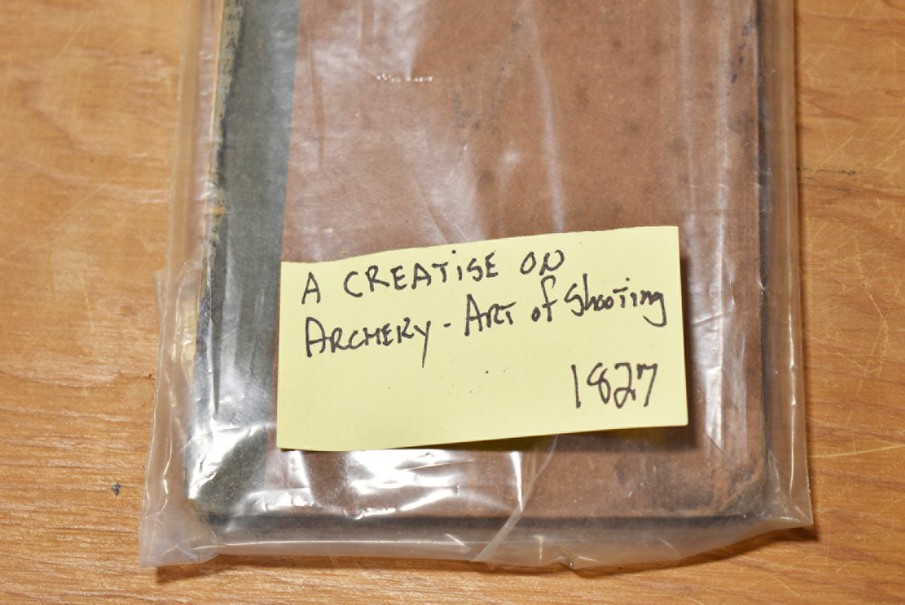 A CREATISE ON
ARCHERY - ART of Shooting
1827